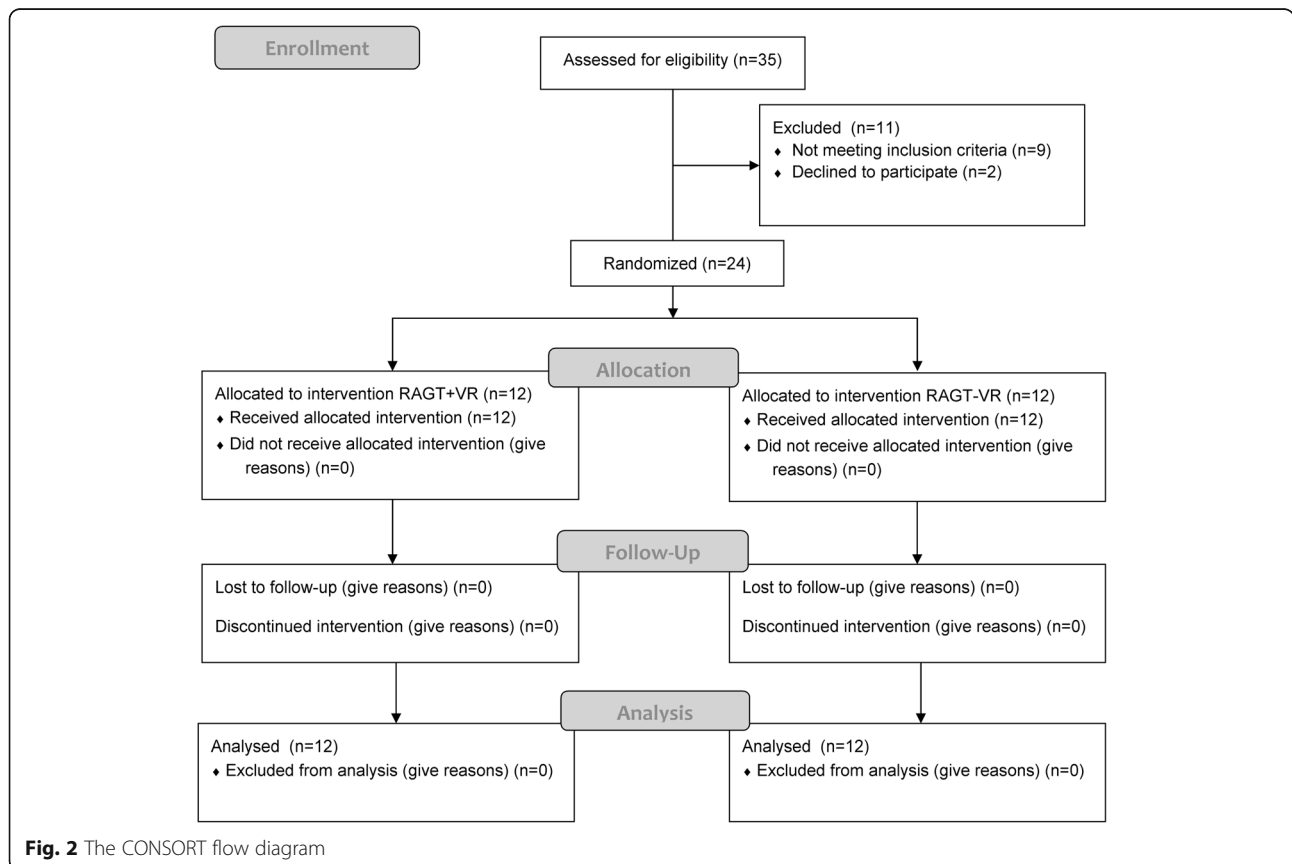 Enrollment
Assessed for eligibility (n=35)
Excluded (n=11)
♦ Not meeting inclusion criteria (n=9)
♦ Declined to participate (n=2)
Randomized (n=24)
Allocation
Allocated to intervention RAGT+VR (n=12)
♦ Received allocated intervention (n=12)
♦ Did not receive allocated intervention (give
reasons) (n=0)
Allocated to intervention RAGT-VR (n=12)
♦ Received allocated intervention (n=12)
♦ Did not receive allocated intervention (give
reasons) (n=0)
Follow-Up
Lost to follow-up (give reasons) (n=0)
Discontinued intervention (give reasons) (n=0)
Lost to follow-up (give reasons) (n=0)
Discontinued intervention (give reasons) (n=0)
Analysis
Analysed (n=12)
♦ Excluded from analysis (give reasons) (n=0)
Analysed (n=12)
♦ Excluded from analysis (give reasons) (n=0)
Fig. 2 The CONSORT flow diagram